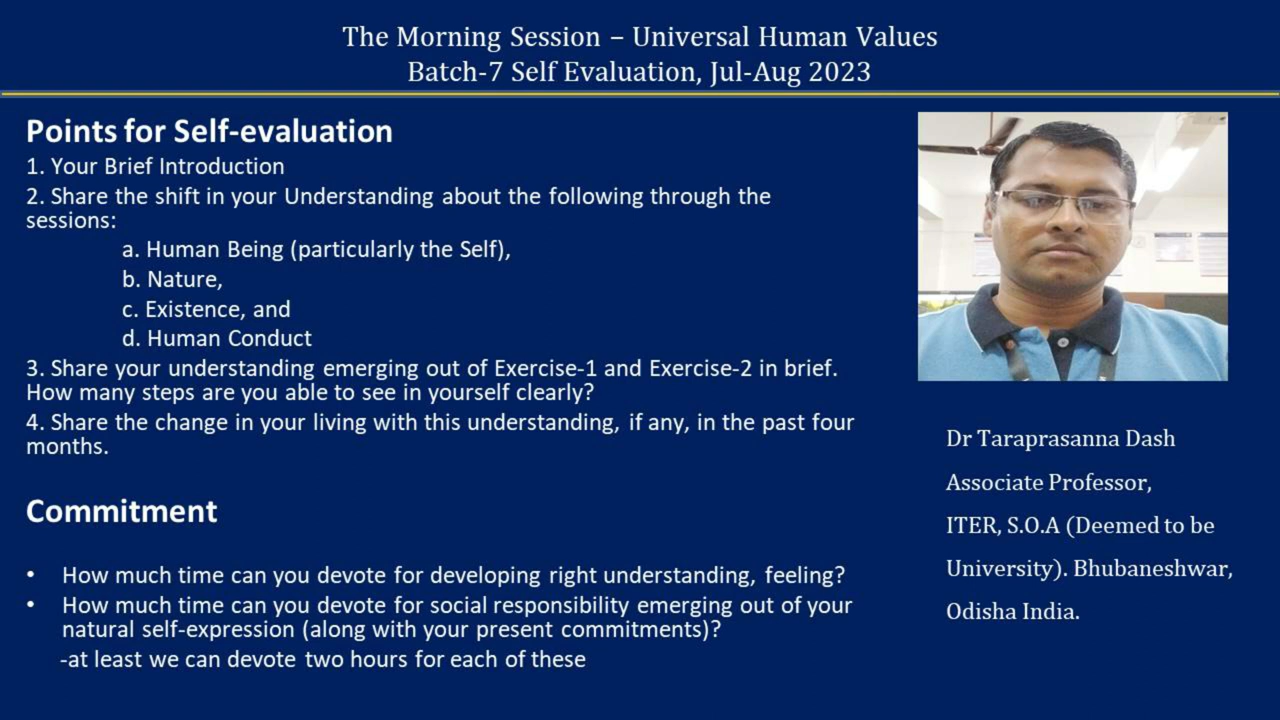 The Morning Session – Universal Human Values
Batch-7 Self Evaluation, Jul-Aug 2023
Points for Self-evaluation
1. Your Brief Introduction
2. Share the shift in your Understanding about the following through the
sessions:
a. Human Being (particularly the Self),
b. Nature,
c. Existence, and
d. Human Conduct
3. Share your understanding emerging out of Exercise-1 and Exercise-2 in brief.
How many steps are you able to see in yourself clearly?
4. Share the change in your living with this understanding, if any, in the past four
months.
Commitment
• How much time can you devote for developing right understanding, feeling?
• How much time can you devote for social responsibility emerging out of your
natural self-expression (along with your present commitments)?
-at least we can devote two hours for each of these
Dr Taraprasanna Dash
Associate Professor,
ITER, S.O.A (Deemed to be
University). Bhubaneshwar,
Odisha India.